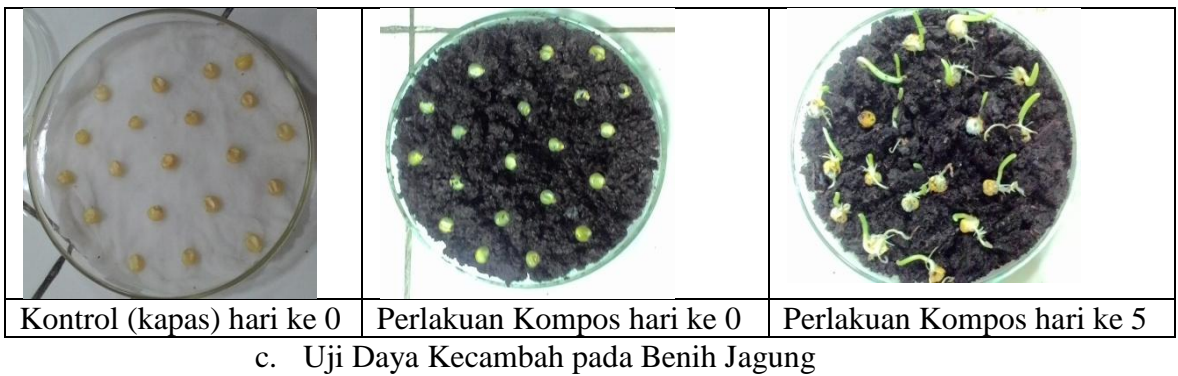 Kontrol (kapas) hari ke 0
Perlakuan Kompos hari ke 0
Perlakuan Kompos hari ke 5
c. Uji Daya Kecambah pada Benih Jagung